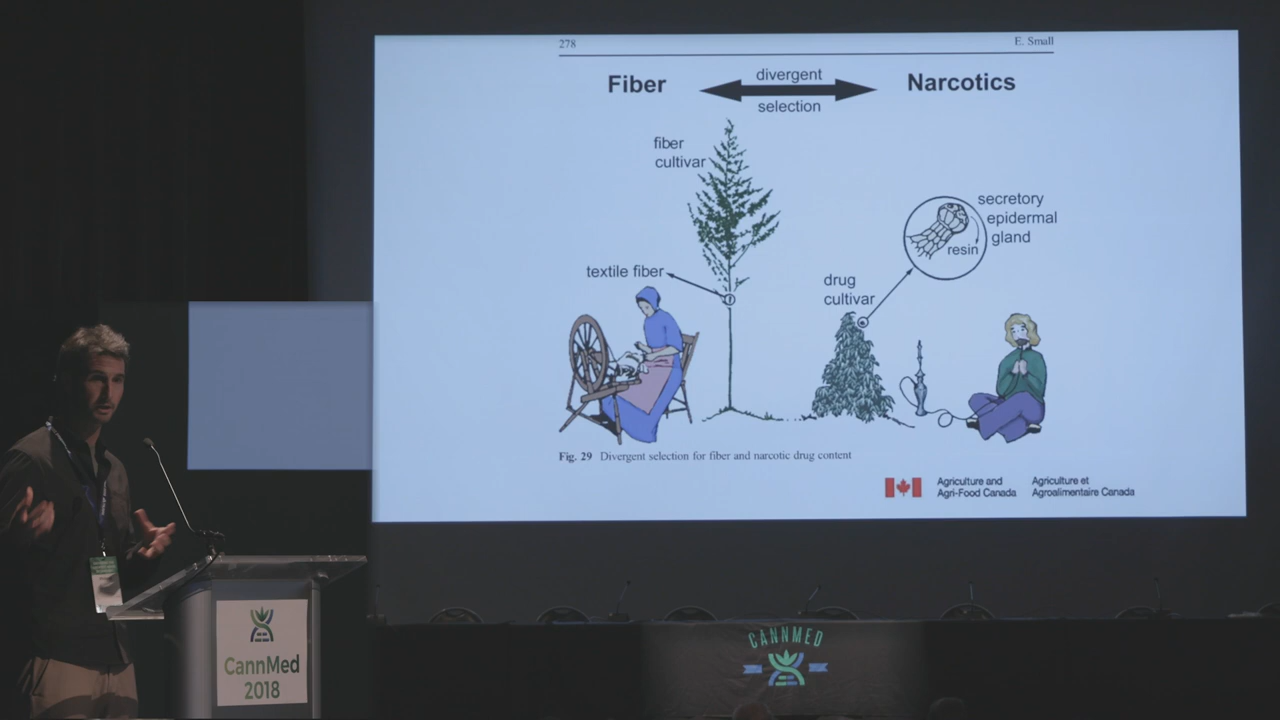 278
E. Small
Fiber
divergent
selection
Narcotics
fiber
cultivar
secretory
epidermal
gland
resin
textile fiber
drug
cultivar
Fig. 29 Divergent selection for fiber and narcotic drug content
Agriculture and
Agri-Food Canada
Agriculture et
Agroalimentaire Canada
CannMed
2018
CANNMED